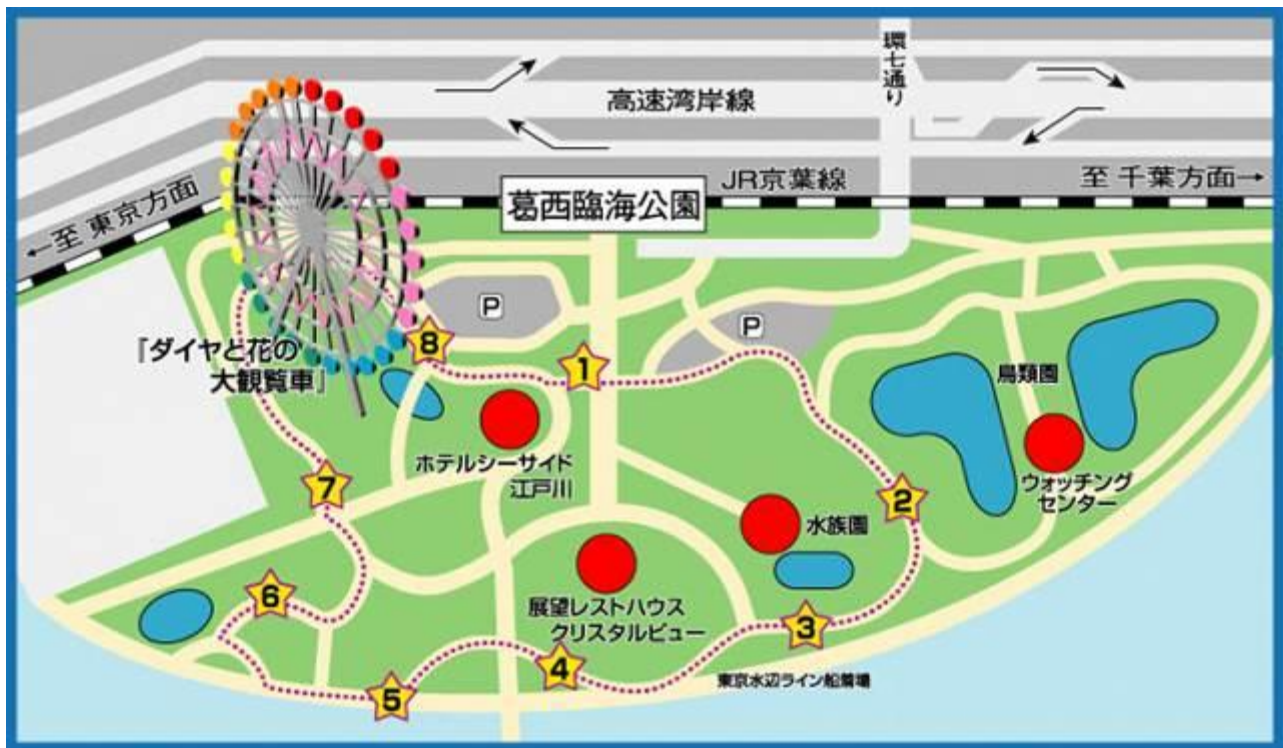 環七通り
高速湾岸線
JR京葉線
至 千葉方面→
←至 東京方面
葛西臨海公園
P
P
『ダイヤと花の
大観覧車』
8
1
鳥類園
ホテルシーサイド
江戸川
7
2
ウォッチング
センター
水族園
6
展望レストハウス
クリスタルビュー
3
4
5
東京水辺ライン船着場